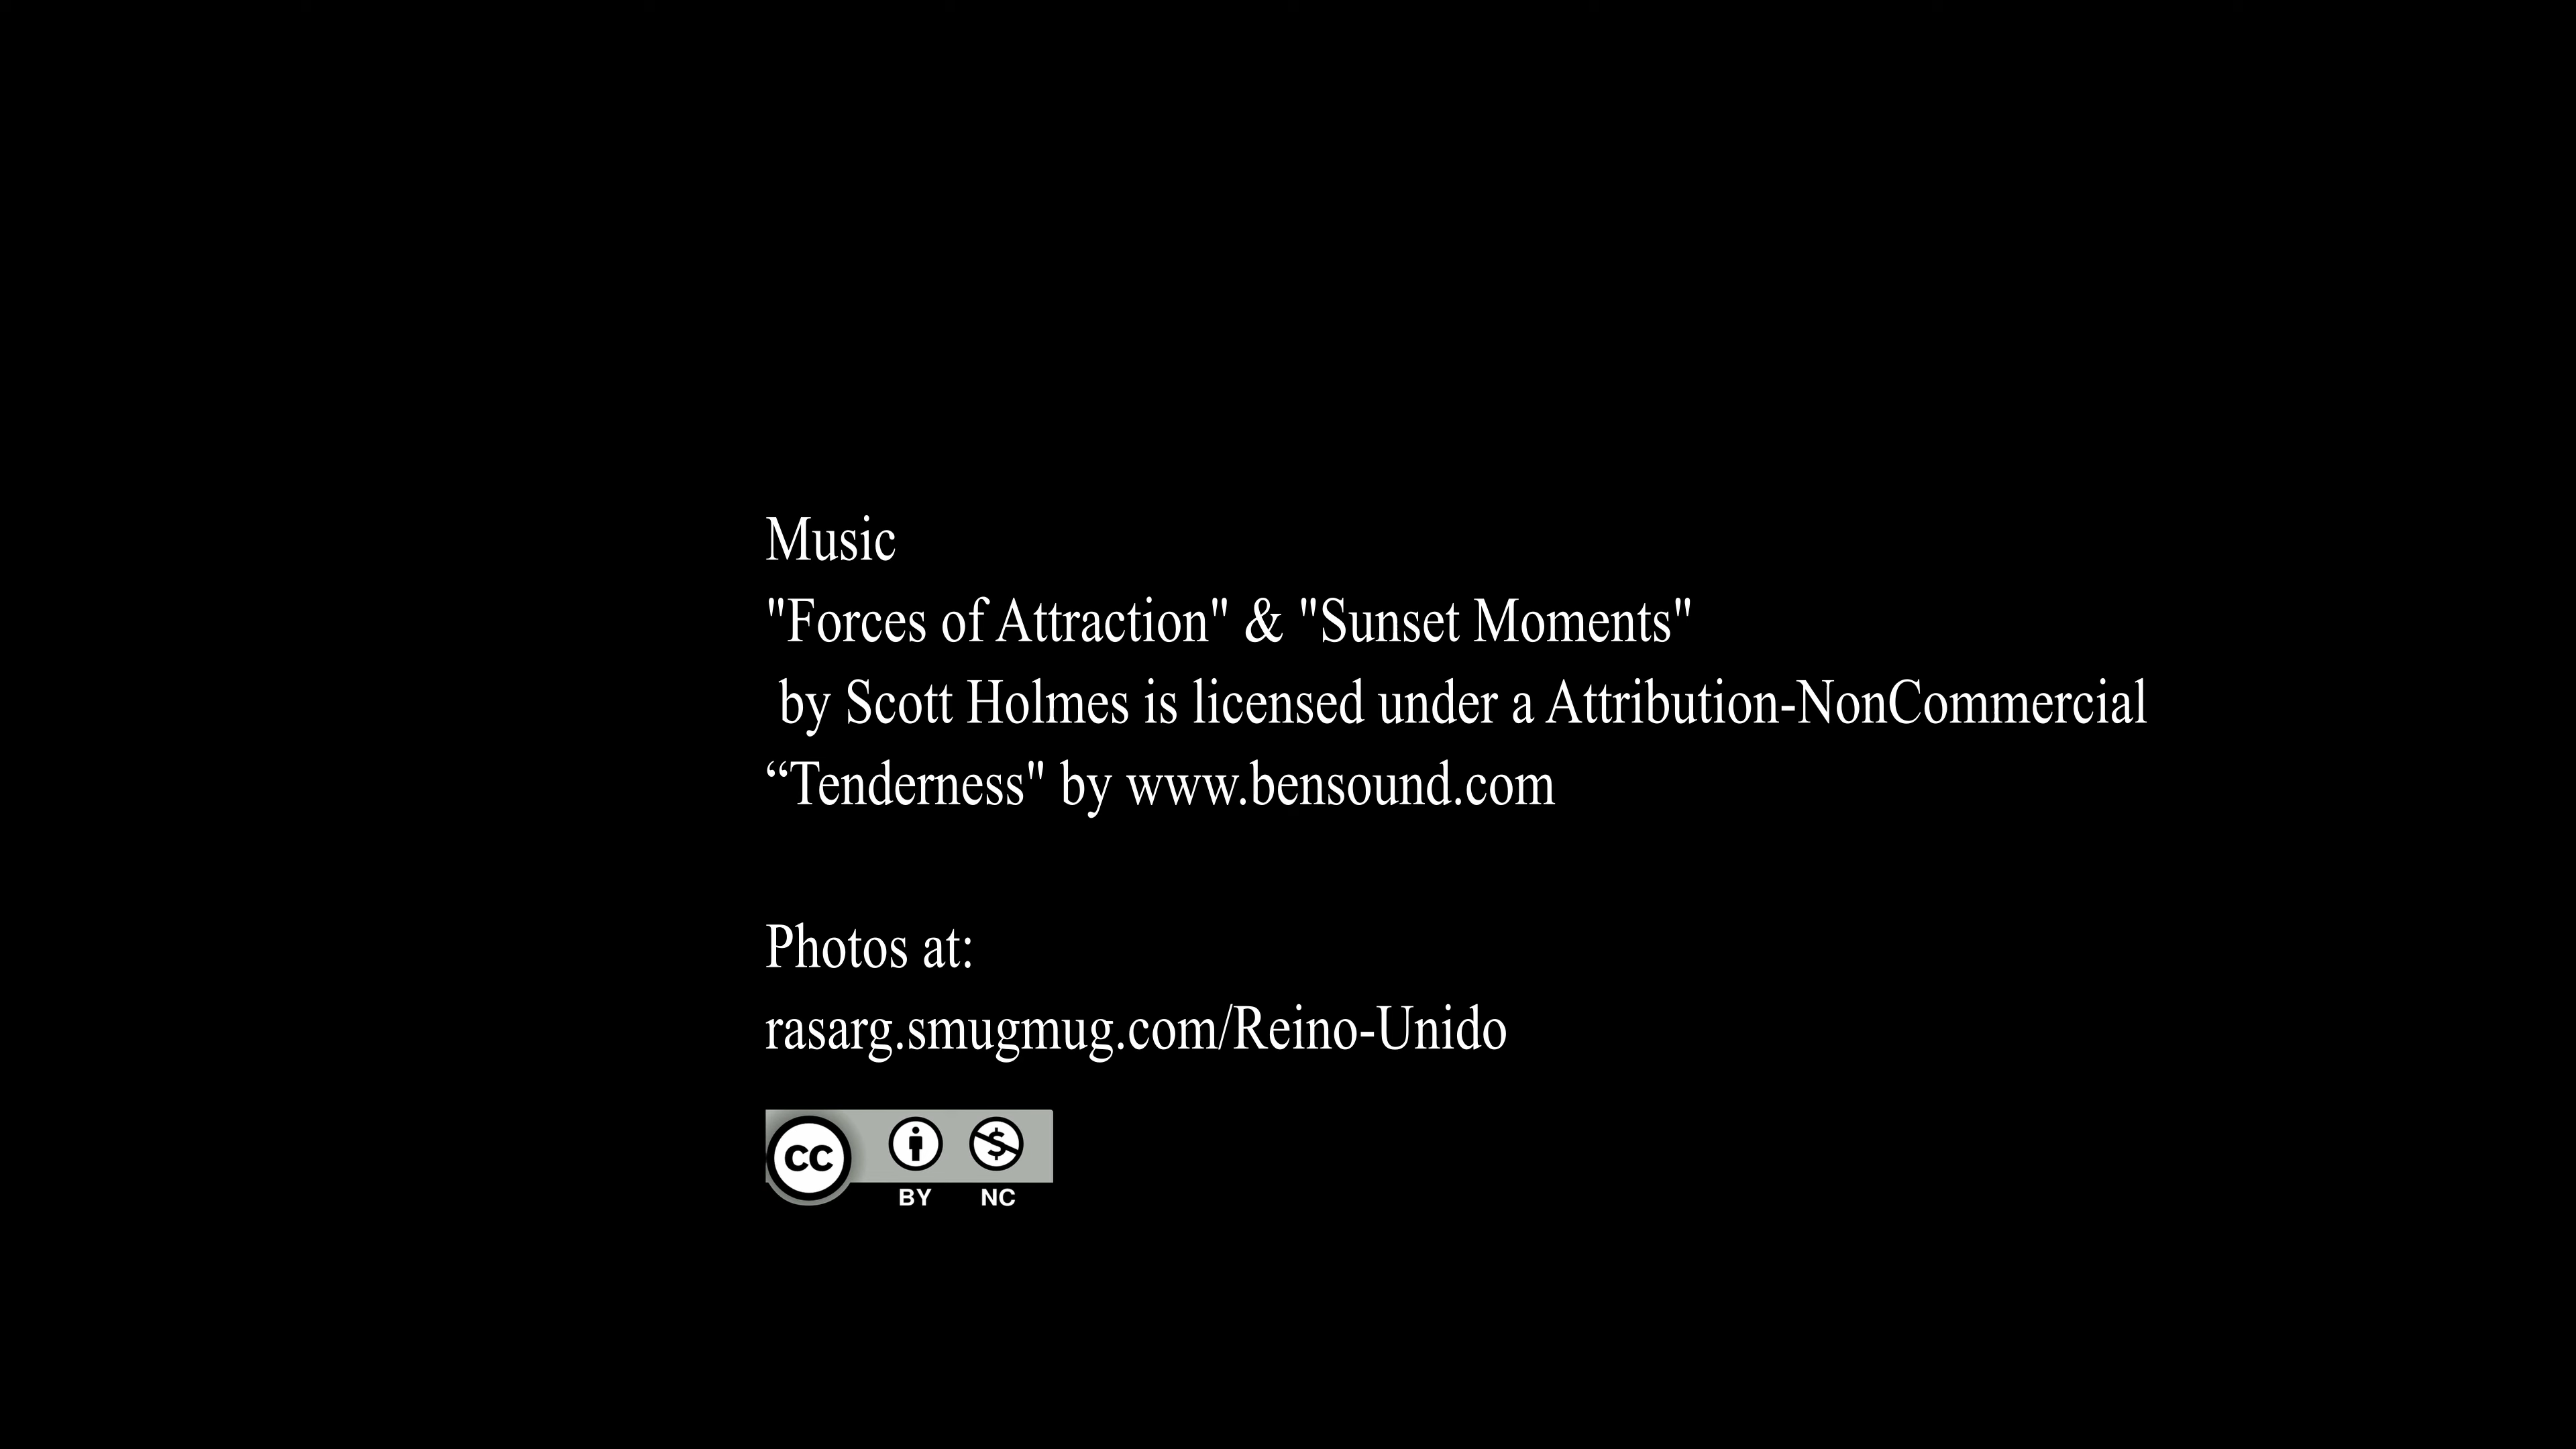 Music
"Forces of Attraction" & "Sunset Moments"
by Scott Holmes is licensed under a Attribution-NonCommercial
“Tenderness" by www.bensound.com
Photos at:
rasarg.smugmug.com/Reino-Unido
cc
BY NC